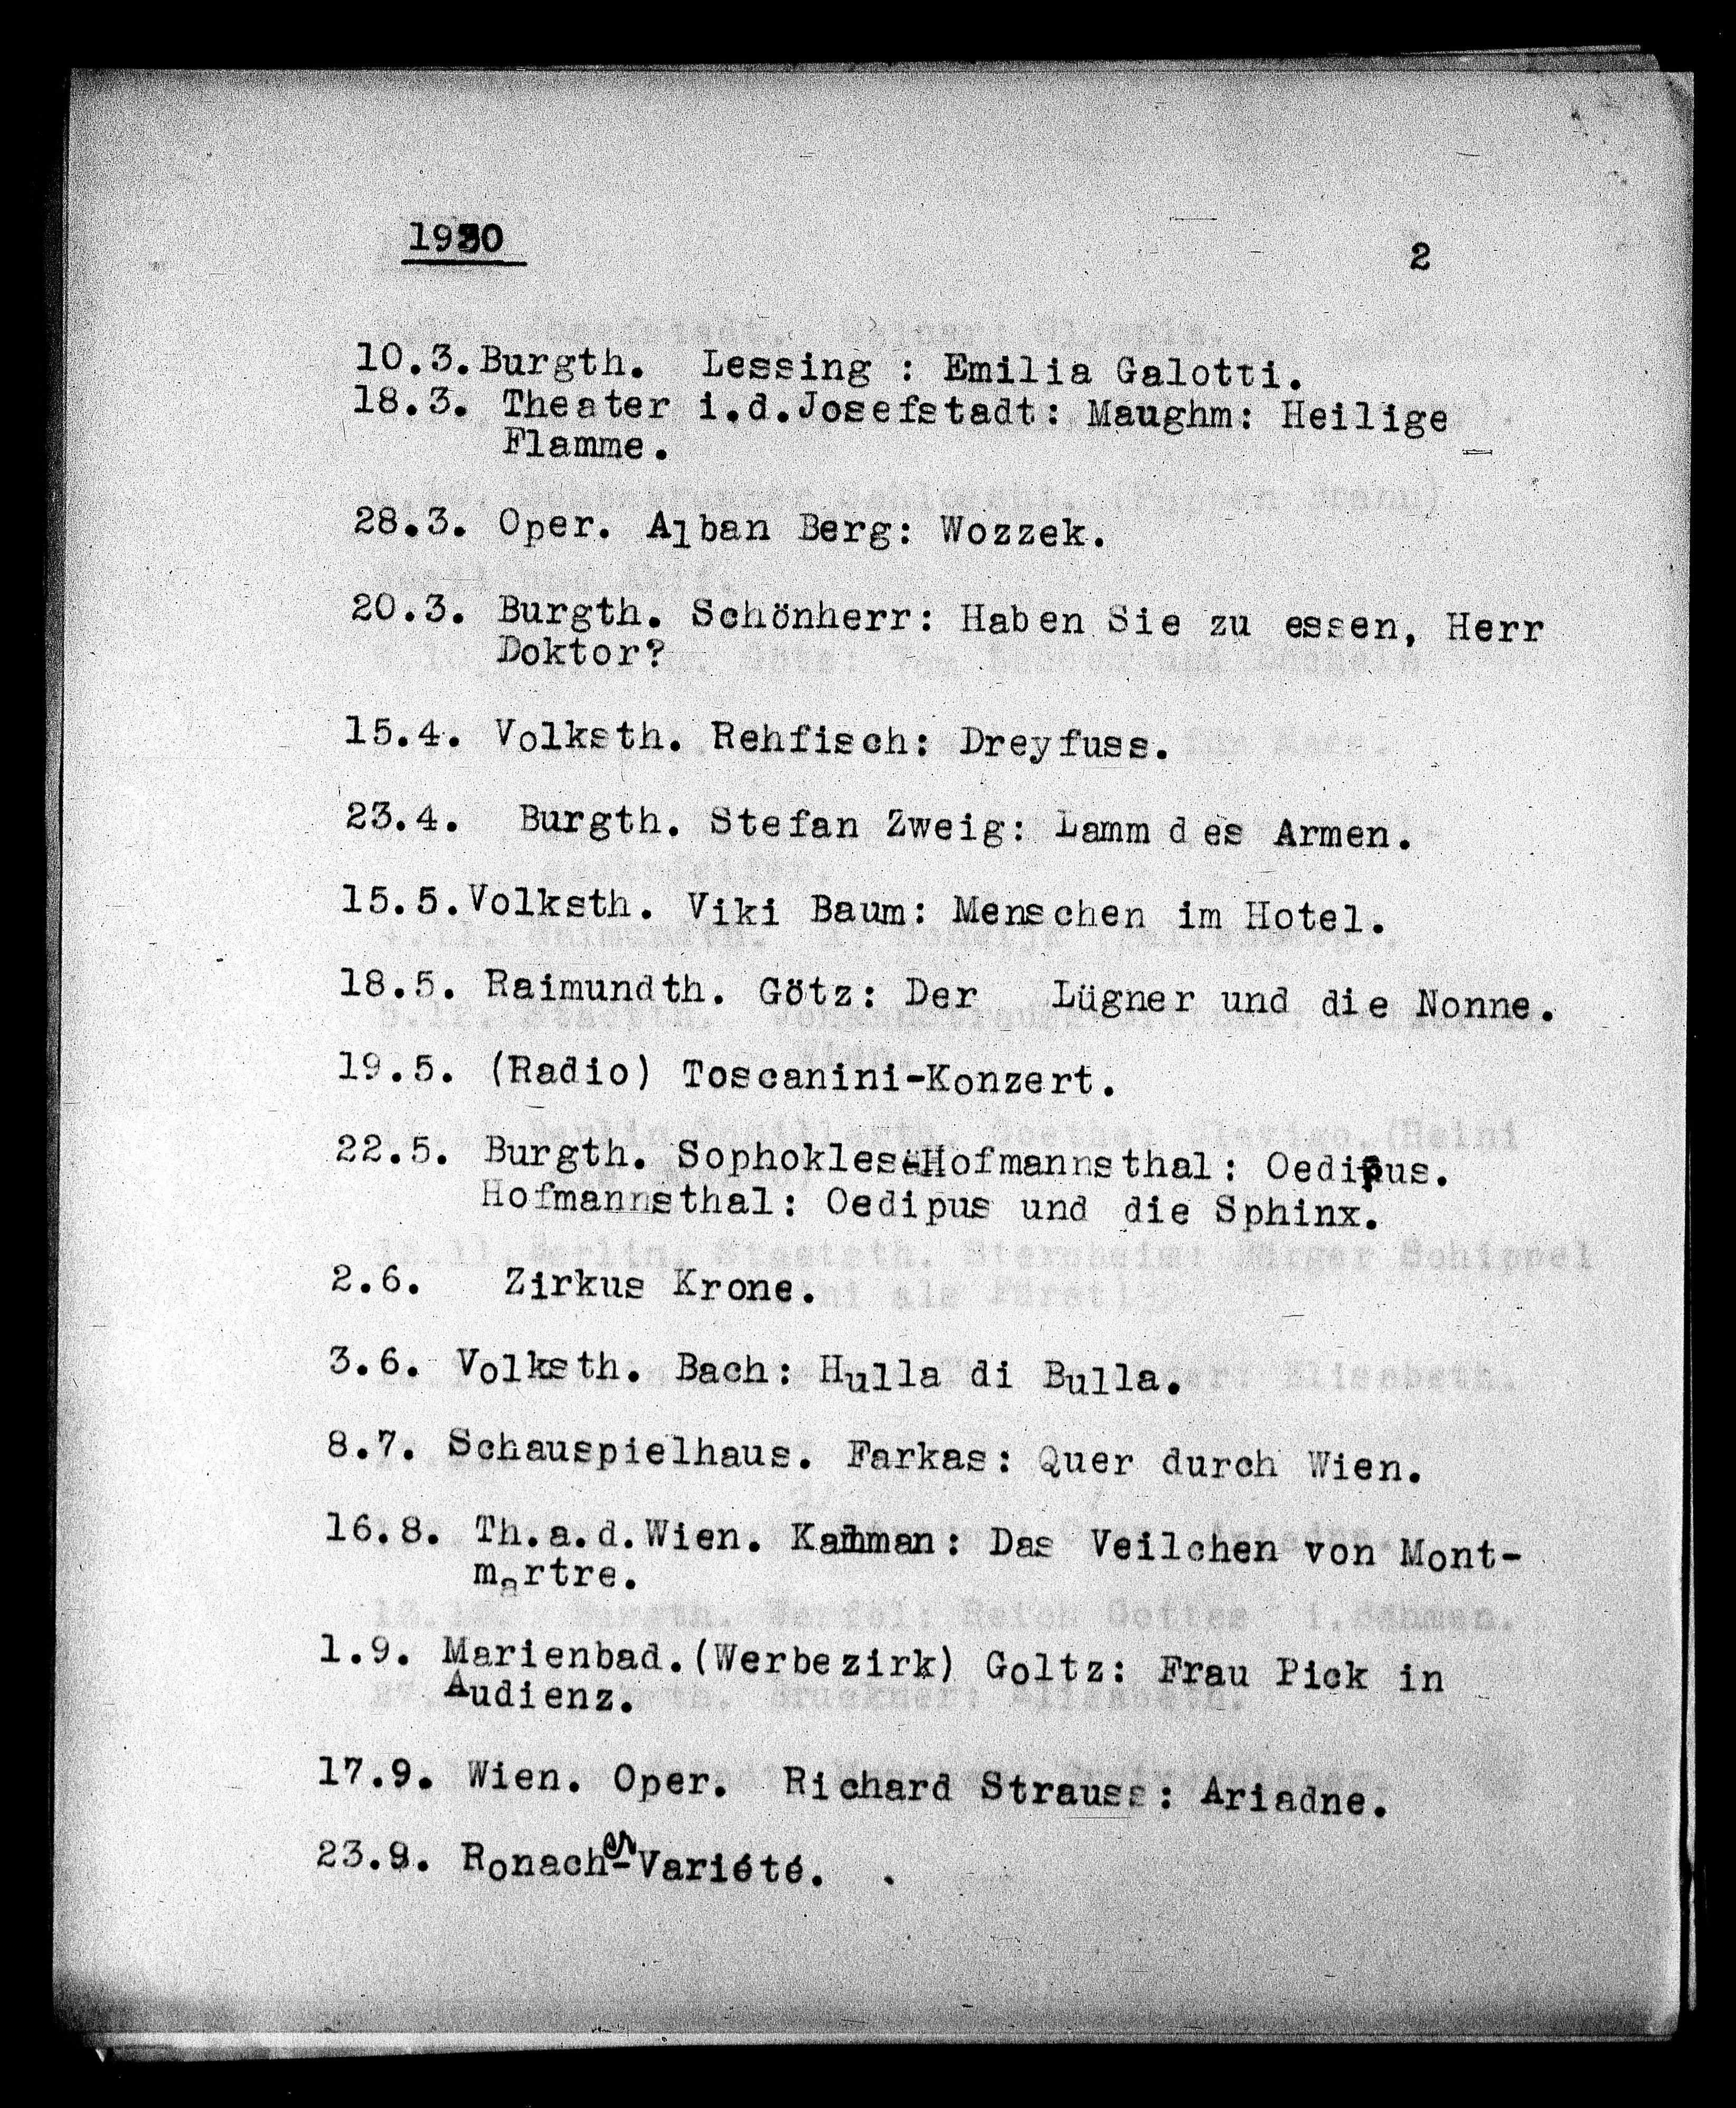 1930
2
10.3.Burgth. Lessing : Emilia Galotti.
18.3. Theater i.d.Josefstadt: Maughm: Heilige
Flamme.
28.3. Oper. Alban Berg: Wozzek.
20.3. Burgth. Schönherr: Haben Sie zu essen, Herr
Doktor?
15.4. Volksth. Rehfisch: Dreyfuss.
23.4. Burgth. Stefan Zweig: Lamm des Armen.
15.5.Volksth. Viki Baum: Menschen im Hotel.
18.5. Raimundth. Götz: Der Lügner und die Nonne.
19.5. (Radio) Toscanini-Konzert.
22.5. Burgth. Sophokles-Hofmannsthal: Oedipus.
Hofmannsthal: Oedipus und die Sphinx.
2.6. Zirkus Krone.
3.6. Volksth. Bach: Hulla di Bulla.
8.7. Schauspielhaus. Farkas: Quer durch Wien.
16.8. Th.a.d.Wien. Kalman: Das Veilchen von Mont-
martre.
1.9. Marienbad.(Werbezirk) Goltz: Frau Pick in
Audienz.
17.9. Wien. Oper. Richard Strauss: Ariadne.
23.9. Ronacher-Variété.